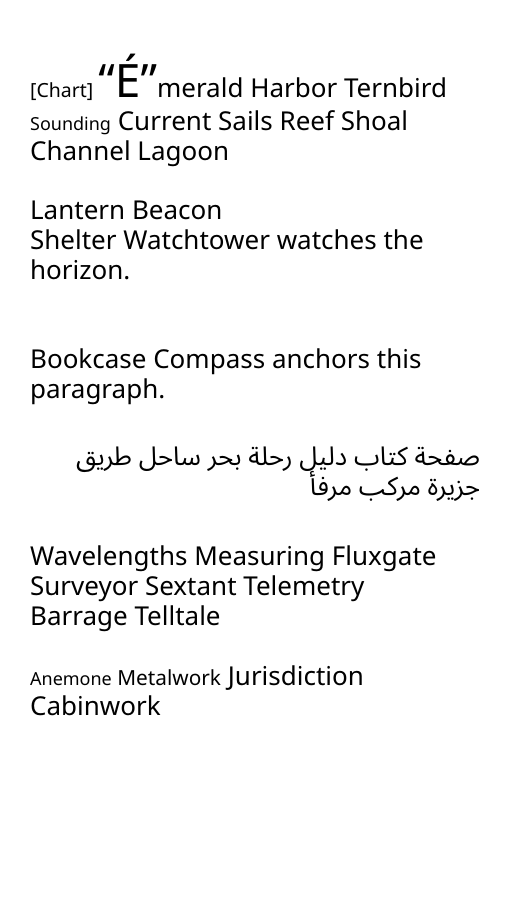 [Chart] “É”merald Harbor Ternbird
Sounding Current Sails Reef Shoal
Channel Lagoon
Lantern Beacon
Shelter Watchtower watches the
horizon.
Bookcase Compass anchors this
paragraph.
صفحة كتاب دليل رحلة بحر ساحل طريق
جزيرة مركب مرفأ
Wavelengths Measuring Fluxgate
Surveyor Sextant Telemetry
Barrage Telltale
Anemone Metalwork Jurisdiction
Cabinwork